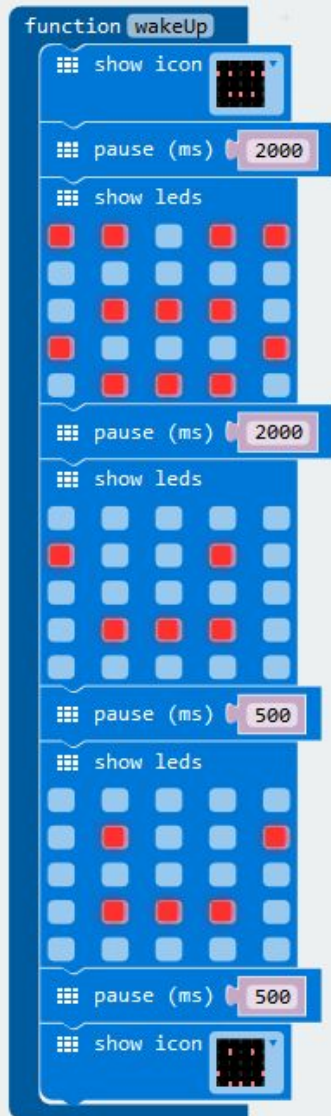 function wakeUp
show icon
pause (ms) 2000
show leds
pause (ms) 2000
show leds
pause (ms) 500
show leds
pause (ms) 500
show icon